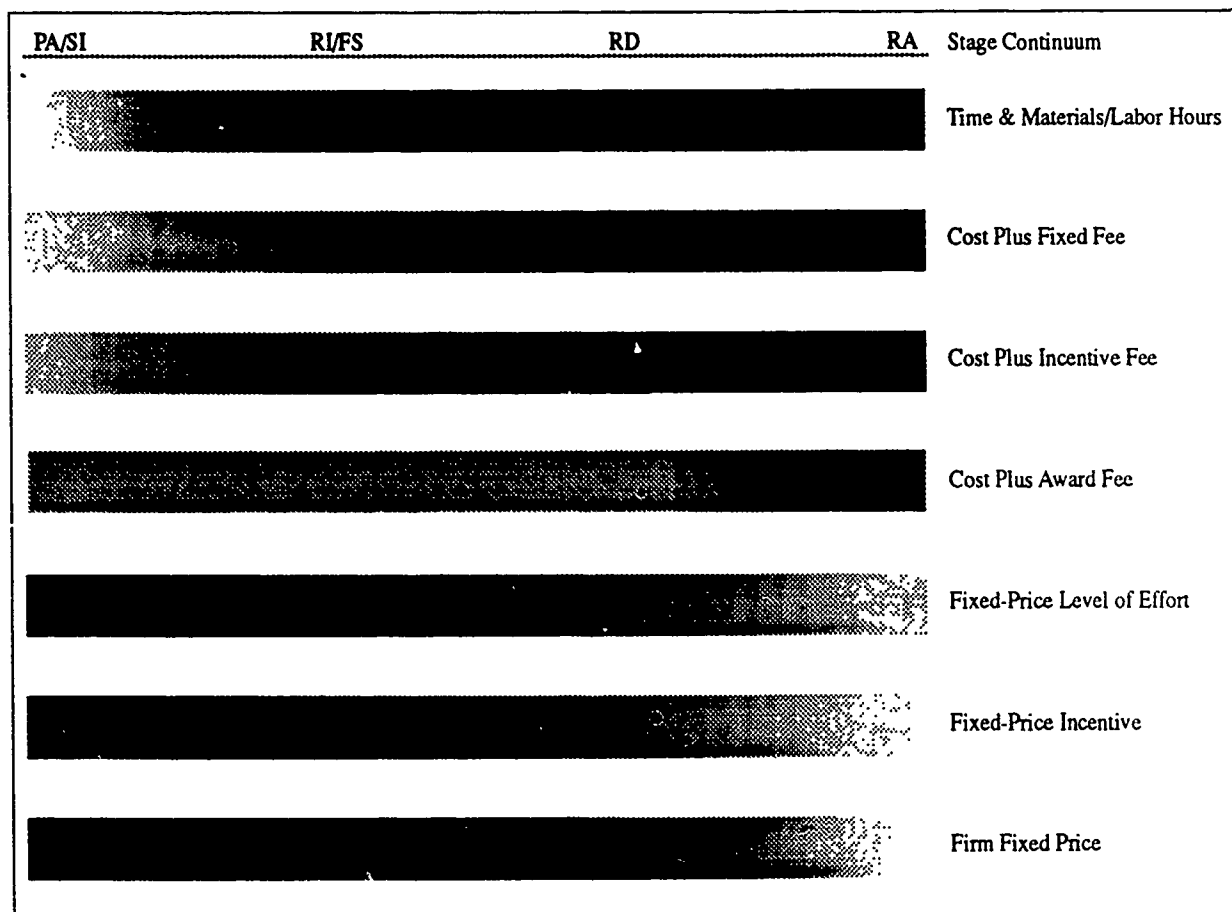 PA/SI RI/FS RD RA Stage Continuum
Time & Materials/Labor Hours
Cost Plus Fixed Fee
Cost Plus Incentive Fee
Cost Plus Award Fee
Fixed-Price Level of Effort
Fixed-Price Incentive
Firm Fixed Price